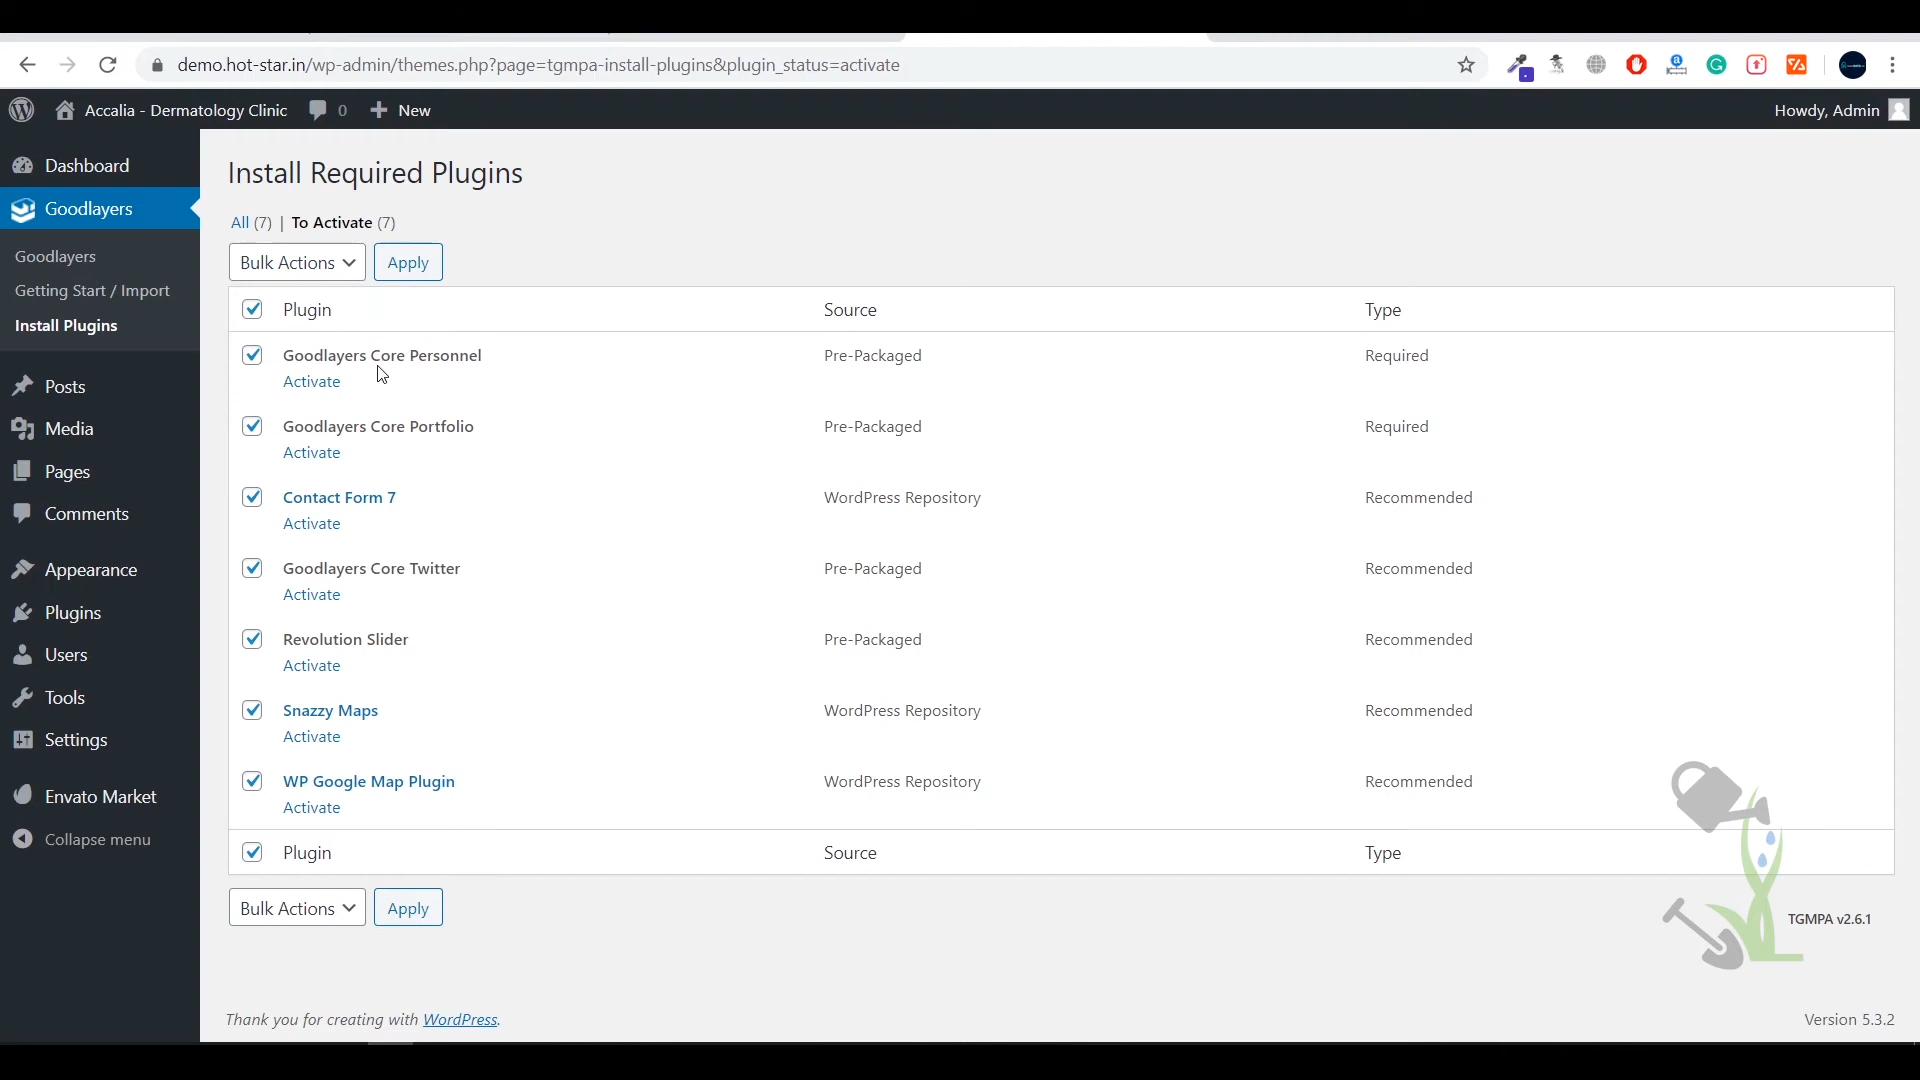 demo.hot-star.in/wp-admin/themes.php?page=tgmpa-install-plugins&plugin_status=activate
Accalia - Dermatology Clinic 0 New Howdy, Admin
Dashboard
Goodlayers
Goodlayers
Getting Start / Import
Install Plugins
Posts
Media
Pages
Comments
Appearance
Plugins
Users
Tools
Settings
Envato Market
Collapse menu
Install Required Plugins
All (7) | To Activate (7)
Bulk Actions Apply
Plugin Source Type
Goodlayers Core Personnel Pre-Packaged Required
Activate
Goodlayers Core Portfolio Pre-Packaged Required
Activate
Contact Form 7 WordPress Repository Recommended
Activate
Goodlayers Core Twitter Pre-Packaged Recommended
Activate
Revolution Slider Pre-Packaged Recommended
Activate
Snazzy Maps WordPress Repository Recommended
Activate
WP Google Map Plugin WordPress Repository Recommended
Activate
Plugin Source Type
Bulk Actions Apply
TGMPA v2.6.1
Thank you for creating with WordPress. Version 5.3.2